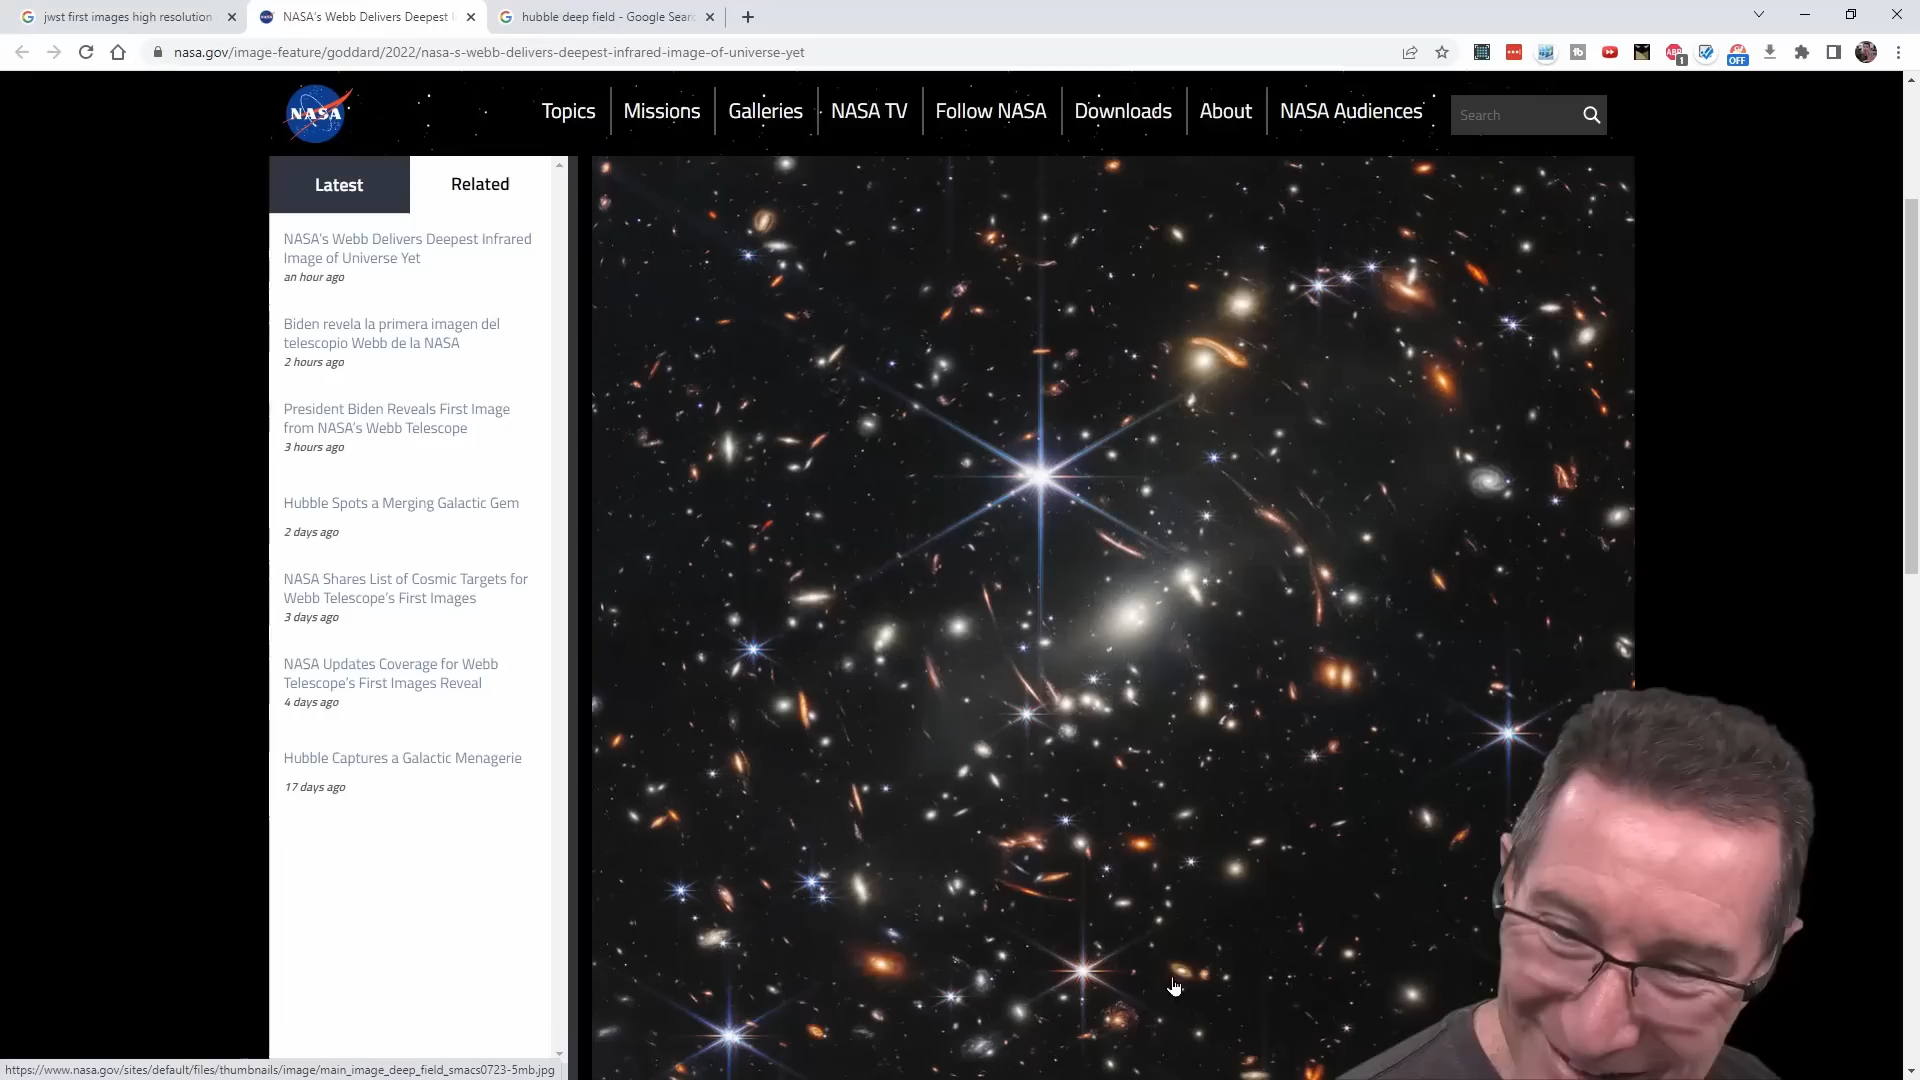 jwst first images high resolution
NASA's Webb Delivers Deepest I
hubble deep field - Google Sear
nasa.gov/image-feature/goddard/2022/nasa-s-webb-delivers-deepest-infrared-image-of-universe-yet
ABP
1
OFF
NASA
Topics
Missions
Galleries
NASA TV
Follow NASA
Downloads
About
NASA Audiences
Search
Latest
Related
NASA's Webb Delivers Deepest Infrared
Image of Universe Yet
an hour ago
Biden revela la primera imagen del
telescopio Webb de la NASA
2 hours ago
President Biden Reveals First Image
from NASA's Webb Telescope
3 hours ago
Hubble Spots a Merging Galactic Gem
2 days ago
NASA Shares List of Cosmic Targets for
Webb Telescope's First Images
3 days ago
NASA Updates Coverage for Webb
Telescope's First Images Reveal
4 days ago
Hubble Captures a Galactic Menagerie
17 days ago
https://www.nasa.gov/sites/default/files/thumbnails/image/main_image_deep_field_smacs0723-5mb.jpg